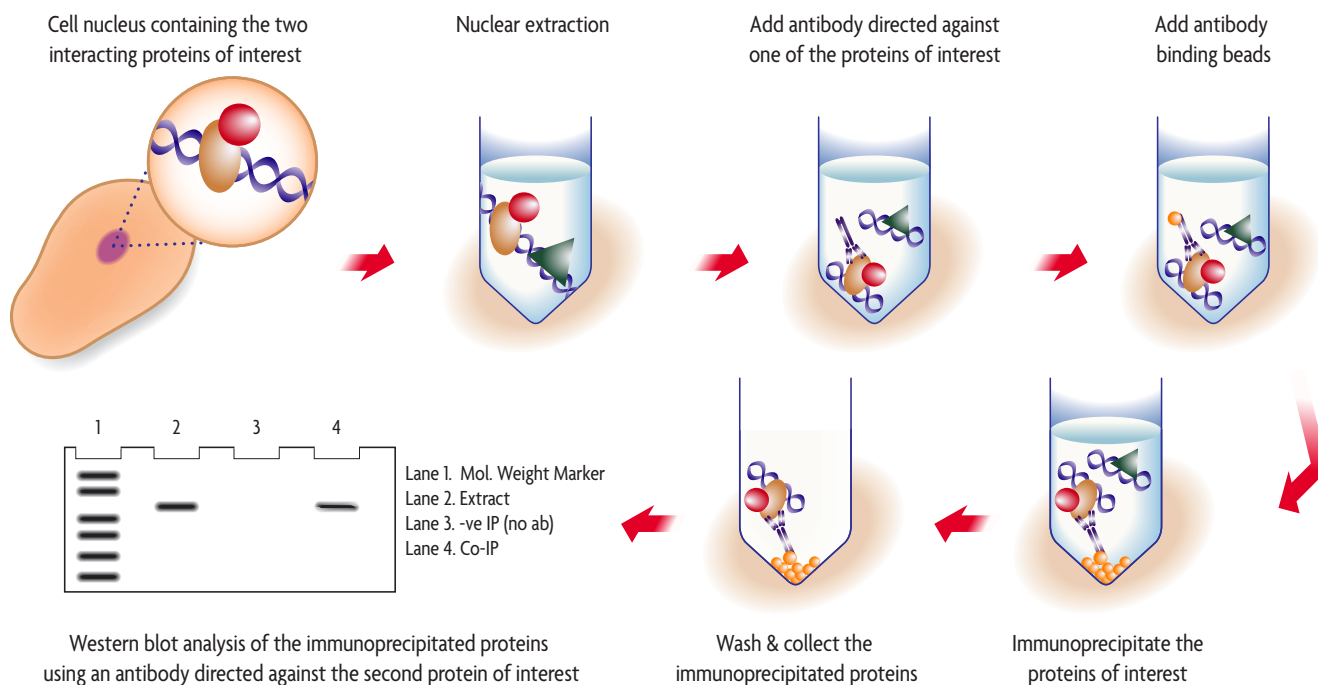 Cell nucleus containing the two
interacting proteins of interest
Nuclear extraction
Add antibody directed against
one of the proteins of interest
Add antibody
binding beads
1 2 3 4
Lane 1. Mol. Weight Marker
Lane 2. Extract
Lane 3. -ve IP (no ab)
Lane 4. Co-IP
Western blot analysis of the immunoprecipitated proteins
using an antibody directed against the second protein of interest
Wash & collect the
immunoprecipitated proteins
Immunoprecipitate the
proteins of interest